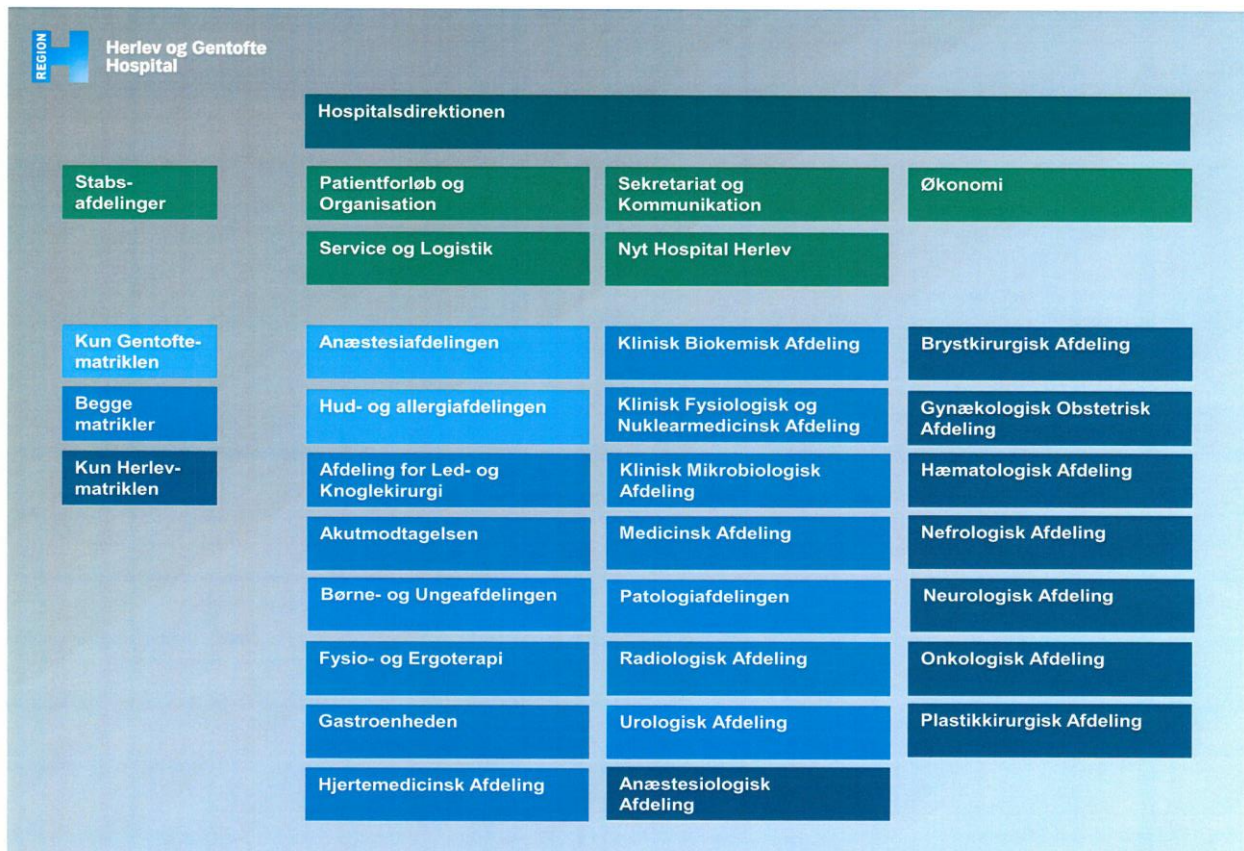 REGION
Herlev og Gentofte
Hospital
Hospitalsdirektionen
Stabs-
afdelinger
Patientforløb og
Organisation
Sekretariat og
Kommunikation
Økonomi
Service og Logistik
Nyt Hospital Herlev
Kun Gentofte-
matriklen
Anæstesiafdelingen
Klinisk Biokemisk Afdeling
Brystkirurgisk Afdeling
Begge
matrikler
Hud- og allergiafdelingen
Klinisk Fysiologisk og
Nuklearmedicinsk Afdeling
Gynækologisk Obstetrisk
Afdeling
Kun Herlev-
matriklen
Afdeling for Led- og
Knoglekirurgi
Klinisk Mikrobiologisk
Afdeling
Hæmatologisk Afdeling
Akutmodtagelsen
Medicinsk Afdeling
Nefrologisk Afdeling
Børne- og Ungeafdelingen
Patologiafdelingen
Neurologisk Afdeling
Fysio- og Ergoterapi
Radiologisk Afdeling
Onkologisk Afdeling
Gastroenheden
Urologisk Afdeling
Plastikkirurgisk Afdeling
Hjertemedicinsk Afdeling
Anæstesiologisk
Afdeling